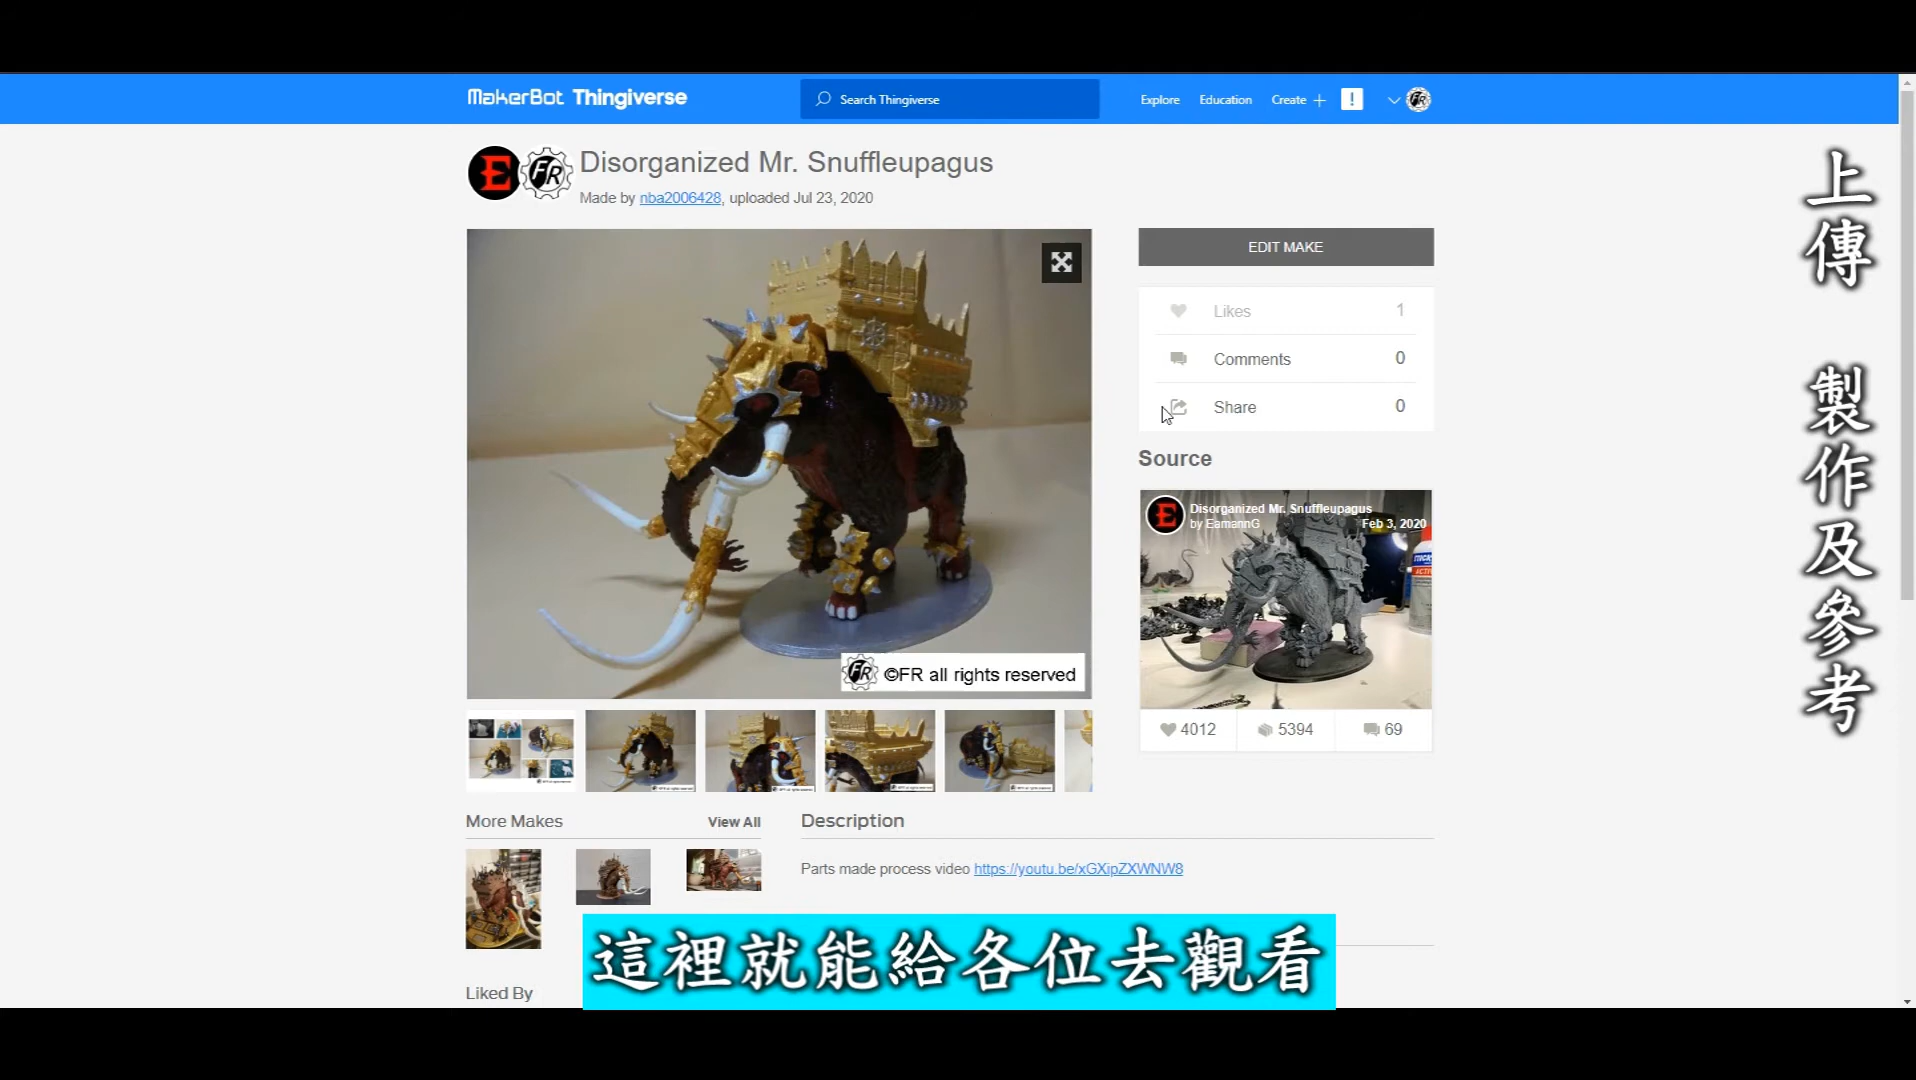 MakerBot Thingiverse
Search Thingiverse
Explore
Education
Create
E
FR
Disorganized Mr. Snuffleupagus
Made by nba2006428, uploaded Jul 23, 2020
EDIT MAKE
Likes 1
Comments 0
Share 0
Source
E
Disorganized Mr. Snuffleupagus
by EamannG
Feb 3, 2020
4012
5394
69
FR ©FR all rights reserved
More Makes
View All
Description
Parts made process video https://youtu.be/xGXipZXWNW8
Liked By
這裡就能給各位去觀看
上傳 製作及參考